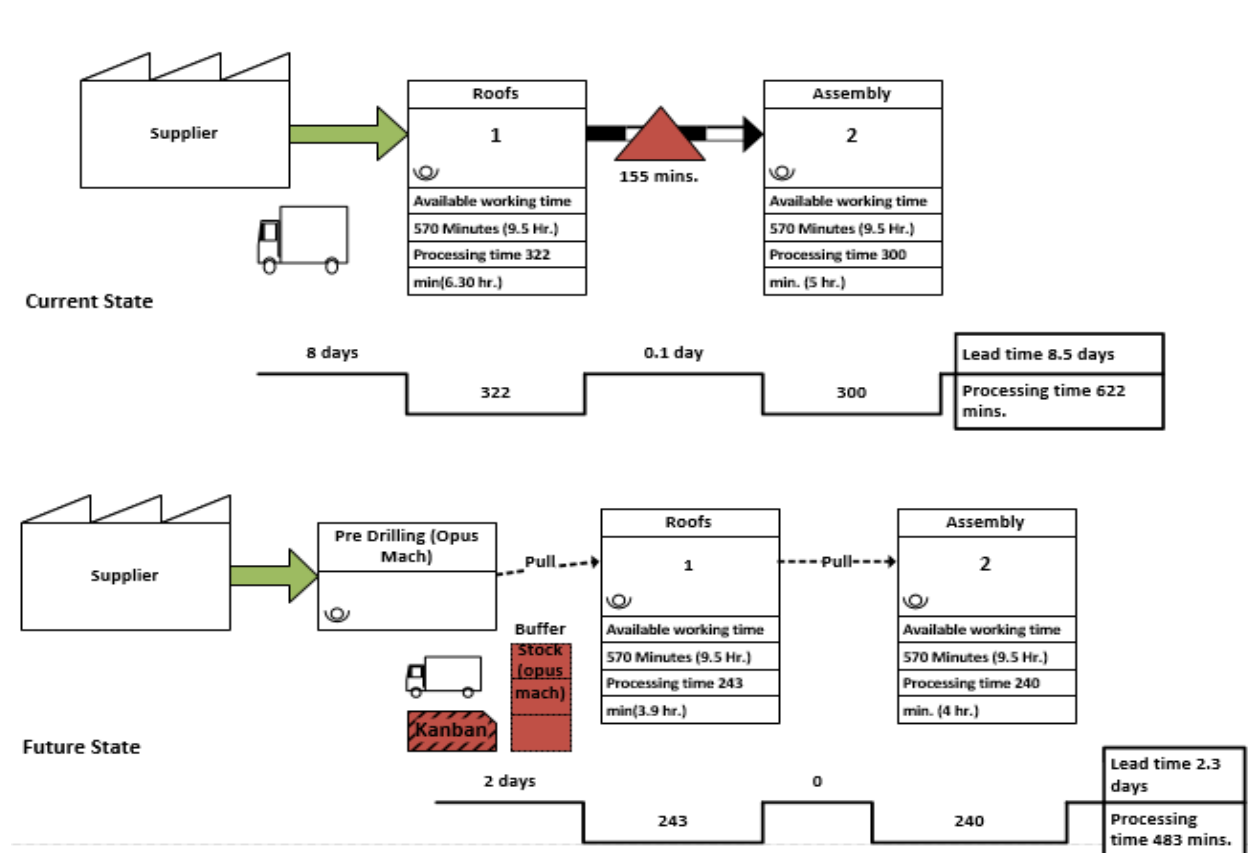 Supplier
Roofs
1
Available working time
570 Minutes (9.5 Hr.)
Processing time 322
min(6.30 hr.)
155 mins.
Assembly
2
Available working time
570 Minutes (9.5 Hr.)
Processing time 300
min. (5 hr.)
Current State
8 days
322
0.1 day
300
Lead time 8.5 days
Processing time 622
mins.
Supplier
Pre Drilling (Opus
Mach)
Pull
Buffer
Stock
(opus
mach)
Kanban
Roofs
1
Available working time
570 Minutes (9.5 Hr.)
Processing time 243
min(3.9 hr.)
Pull
Assembly
2
Available working time
570 Minutes (9.5 Hr.)
Processing time 240
min. (4 hr.)
Future State
2 days
243
0
240
Lead time 2.3
days
Processing
time 483 mins.